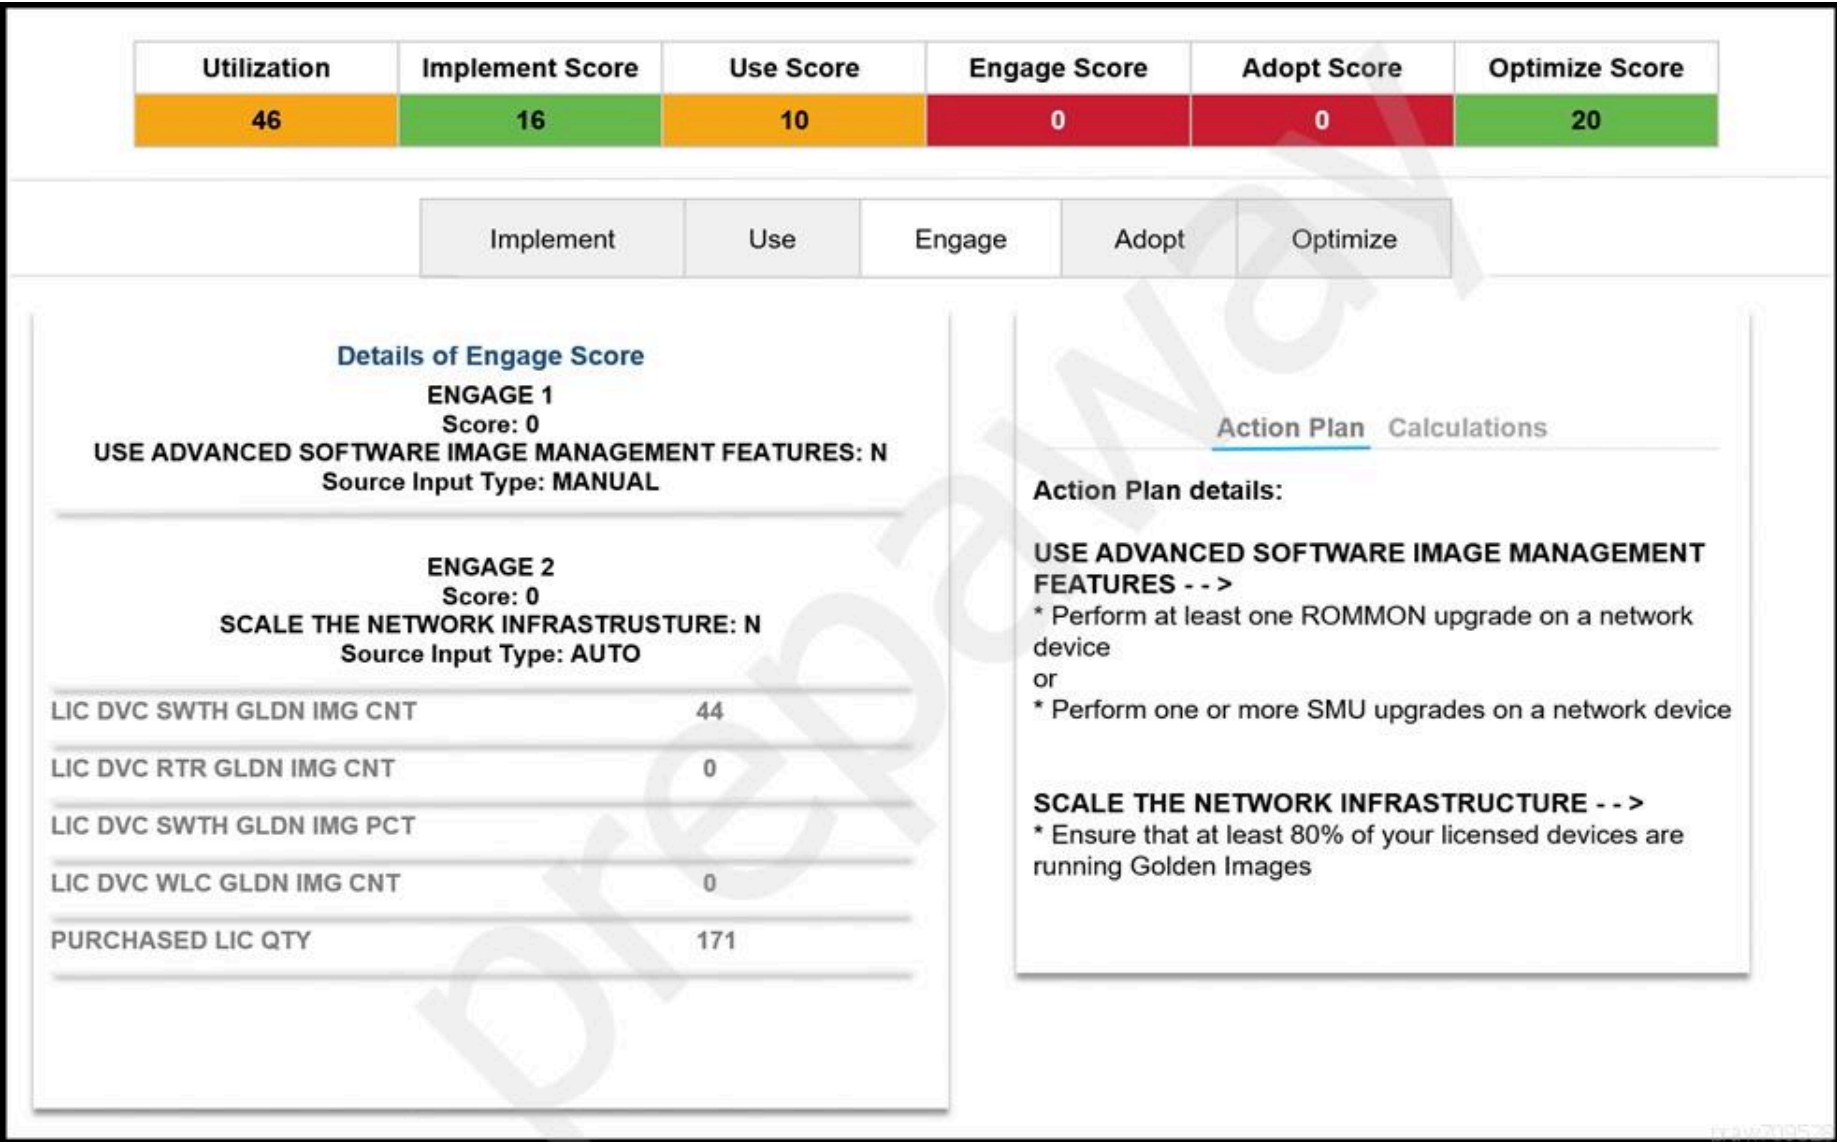 Utilization Implement Score Use Score Engage Score Adopt Score Optimize Score
46 16 10 0 0 20
Implement Use Engage Adopt Optimize
Details of Engage Score
ENGAGE 1
Score: 0
USE ADVANCED SOFTWARE IMAGE MANAGEMENT FEATURES: N
Source Input Type: MANUAL
ENGAGE 2
Score: 0
SCALE THE NETWORK INFRASTRUSTURE: N
Source Input Type: AUTO
LIC DVC SWTH GLDN IMG CNT 44
LIC DVC RTR GLDN IMG CNT 0
LIC DVC SWTH GLDN IMG PCT
LIC DVC WLC GLDN IMG CNT 0
PURCHASED LIC QTY 171
Action Plan Calculations
Action Plan details:
USE ADVANCED SOFTWARE IMAGE MANAGEMENT
FEATURES - - >
* Perform at least one ROMMON upgrade on a network
device
or
* Perform one or more SMU upgrades on a network device
SCALE THE NETWORK INFRASTRUCTURE - - >
* Ensure that at least 80% of your licensed devices are
running Golden Images
prepaway